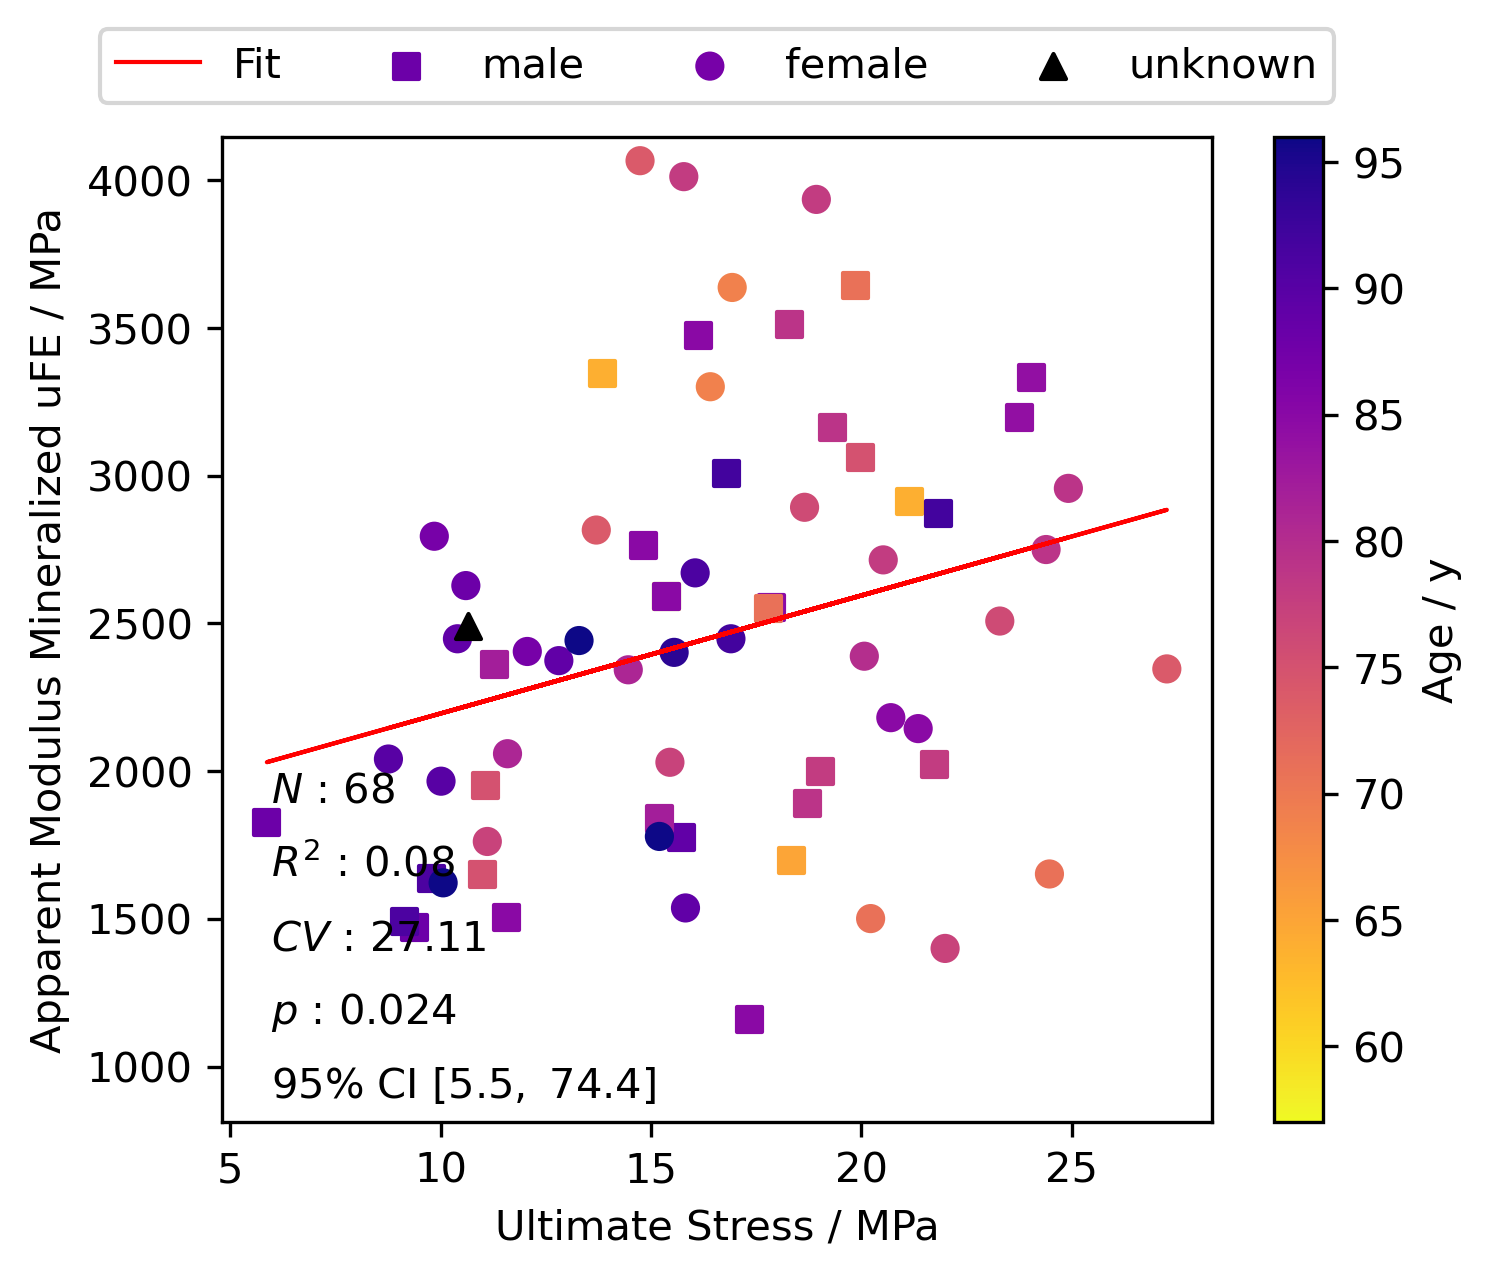 Fit male female unknown
4000
3500
3000
2500
2000
1500
1000
Apparent Modulus Mineralized uFE / MPa
N : 68
R² : 0.08
CV : 27.11
p : 0.024
95% CI [5.5, 74.4]
5 10 15 20 25
Ultimate Stress / MPa
95
90
85
80
75
70
65
60
Age / y